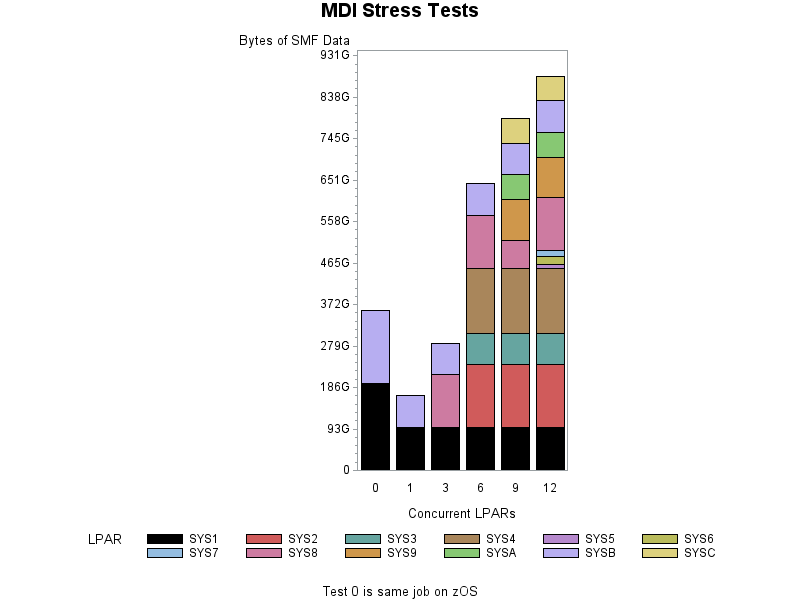 MDI Stress Tests
Bytes of SMF Data
931G
838G
745G
651G
558G
465G
372G
279G
186G
93G
0
0 1 3 6 9 12
Concurrent LPARs
LPAR SYS1 SYS2 SYS3 SYS4 SYS5 SYS6
SYS7 SYS8 SYS9 SYSA SYSB SYSC
Test 0 is same job on zOS